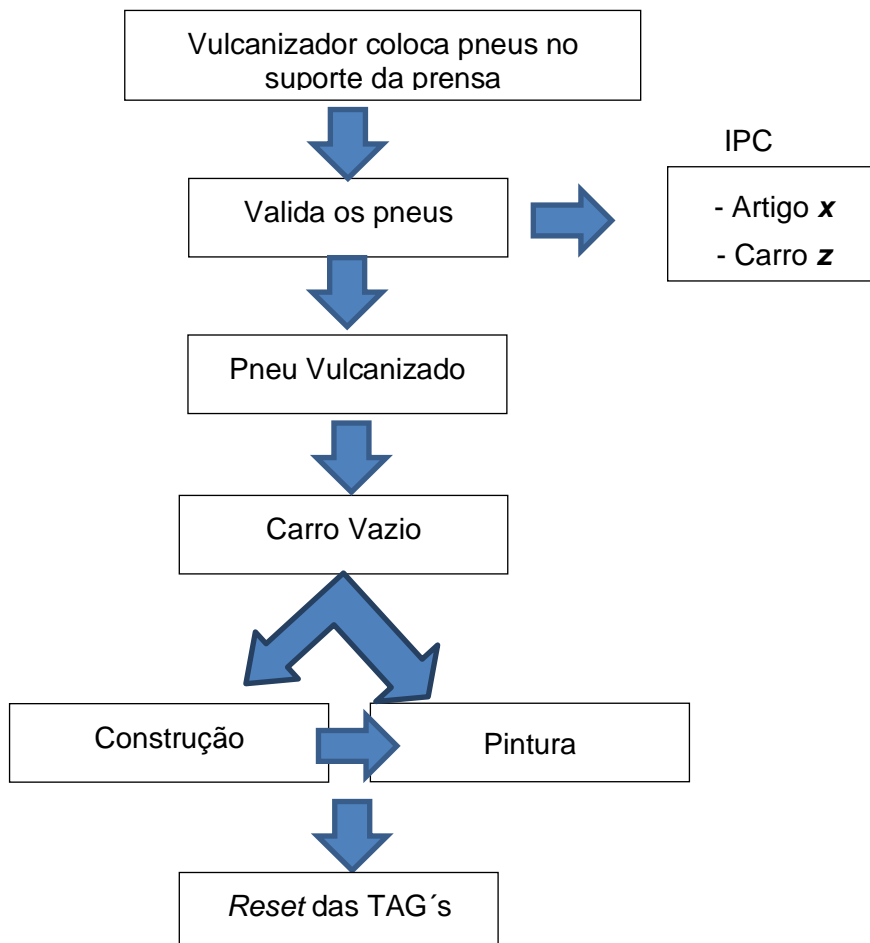 Vulcanizador coloca pneus no
suporte da prensa
IPC
Valida os pneus
- Artigo x
- Carro z
Pneu Vulcanizado
Carro Vazio
Construção
Pintura
Reset das TAG´s